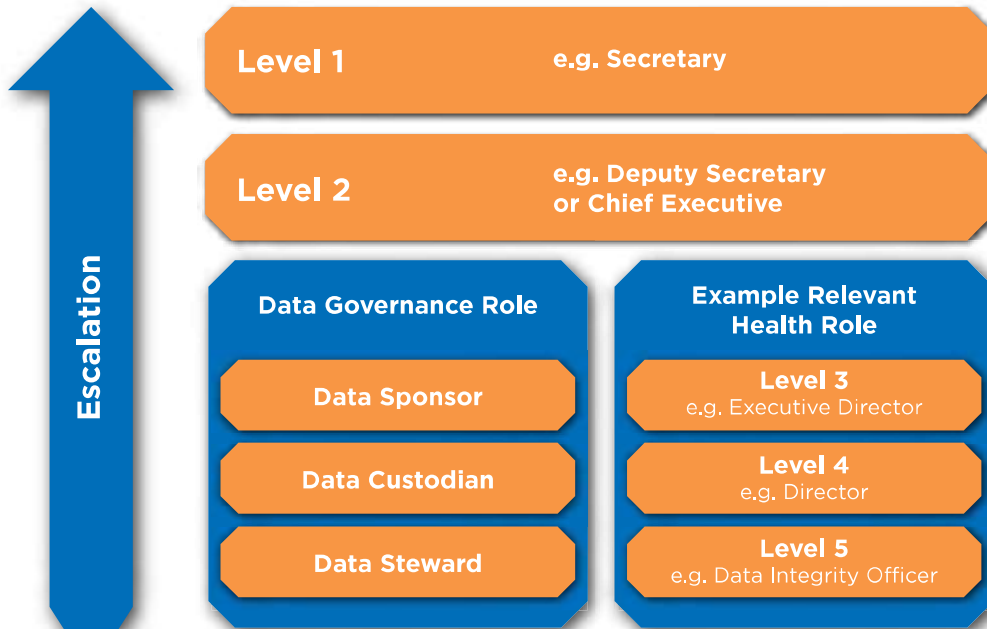 Escalation
Level 1
e.g. Secretary
Level 2
e.g. Deputy Secretary
or Chief Executive
Data Governance Role
Example Relevant
Health Role
Data Sponsor
Level 3
e.g. Executive Director
Data Custodian
Level 4
e.g. Director
Data Steward
Level 5
e.g. Data Integrity Officer